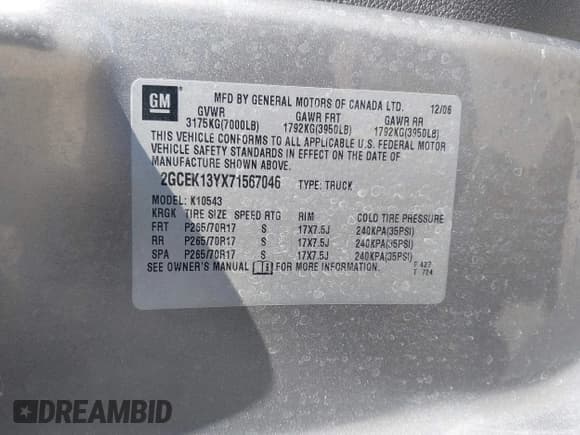 GM
MFD BY GENERAL MOTORS OF CANADA LTD. 12/06
GVWR GAWR FRT GAWR RR
3175KG(7000LB) 1792KG(3950LB) 1792KG(3950LB)
THIS VEHICLE CONFORMS TO ALL APPLICABLE U.S. FEDERAL MOTOR
VEHICLE SAFETY STANDARDS IN EFFECT ON THE DATE OF
MANUFACTURE SHOWN ABOVE.
2GCEK13YX71567046 TYPE: TRUCK
MODEL: K10543
KRGK TIRE SIZE SPEED RTG RIM COLD TIRE PRESSURE
FRT P265/70R17 S 17X7.5J 240KPA(35PSI)
RR P265/70R17 S 17X7.5J 240KPA(35PSI)
SPA P265/70R17 S 17X7.5J 240KPA(35PSI)
SEE OWNER'S MANUAL FOR MORE INFORMATION. F 427
T 724
DREAMBID